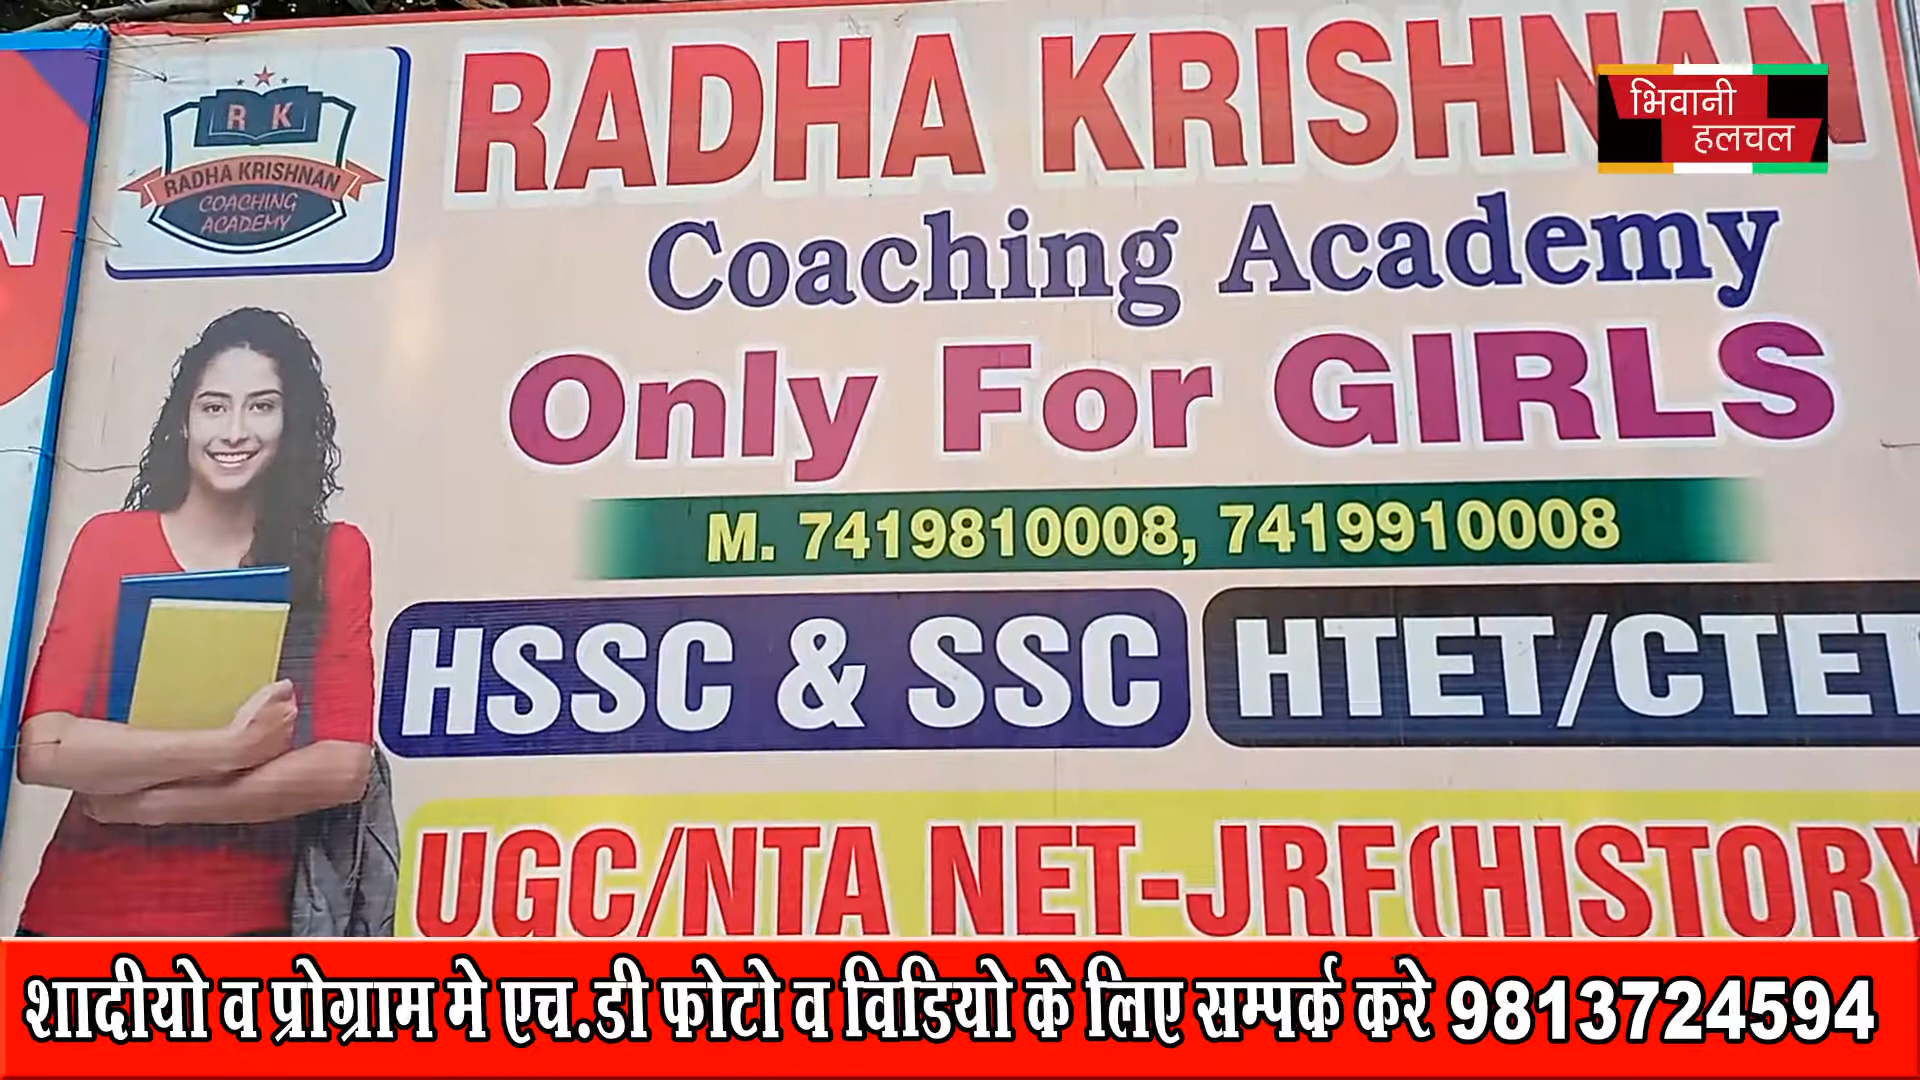 RADHA KRISHNAN
भिवानी
हलचल
R K
RADHA KRISHNAN
COACHING
ACADEMY
Coaching Academy
Only For GIRLS
M. 7419810008, 7419910008
HSSC & SSC
HTET/CTET
UGC/NTA NET-JRF(HISTORY
शादीयो व प्रोग्राम मे एच.डी फोटो व विडियो के लिए सम्पर्क करे 9813724594